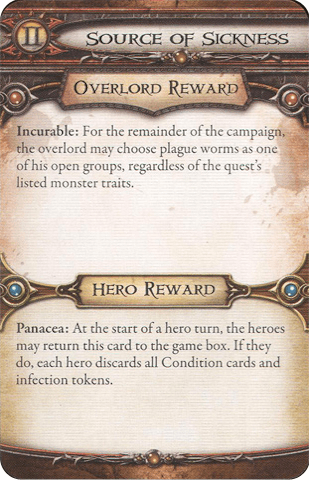 II
Source of Sickness
Overlord Reward
Incurable: For the remainder of the campaign,
the overlord may choose plague worms as one
of his open groups, regardless of the quest's
listed monster traits.
Hero Reward
Panacea: At the start of a hero turn, the heroes
may return this card to the game box. If they
do, each hero discards all Condition cards and
infection tokens.